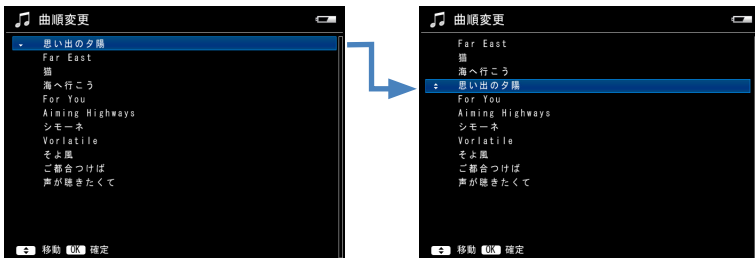 曲順変更
思い出の夕陽
Far East
猫
海へ行こう
For You
Aiming Highways
シモーネ
Vorlatile
そよ風
ご都合つけば
声が聴きたくて
移動 OK 確定
曲順変更
Far East
猫
海へ行こう
思い出の夕陽
For You
Aiming Highways
シモーネ
Vorlatile
そよ風
ご都合つけば
声が聴きたくて
移動 OK 確定